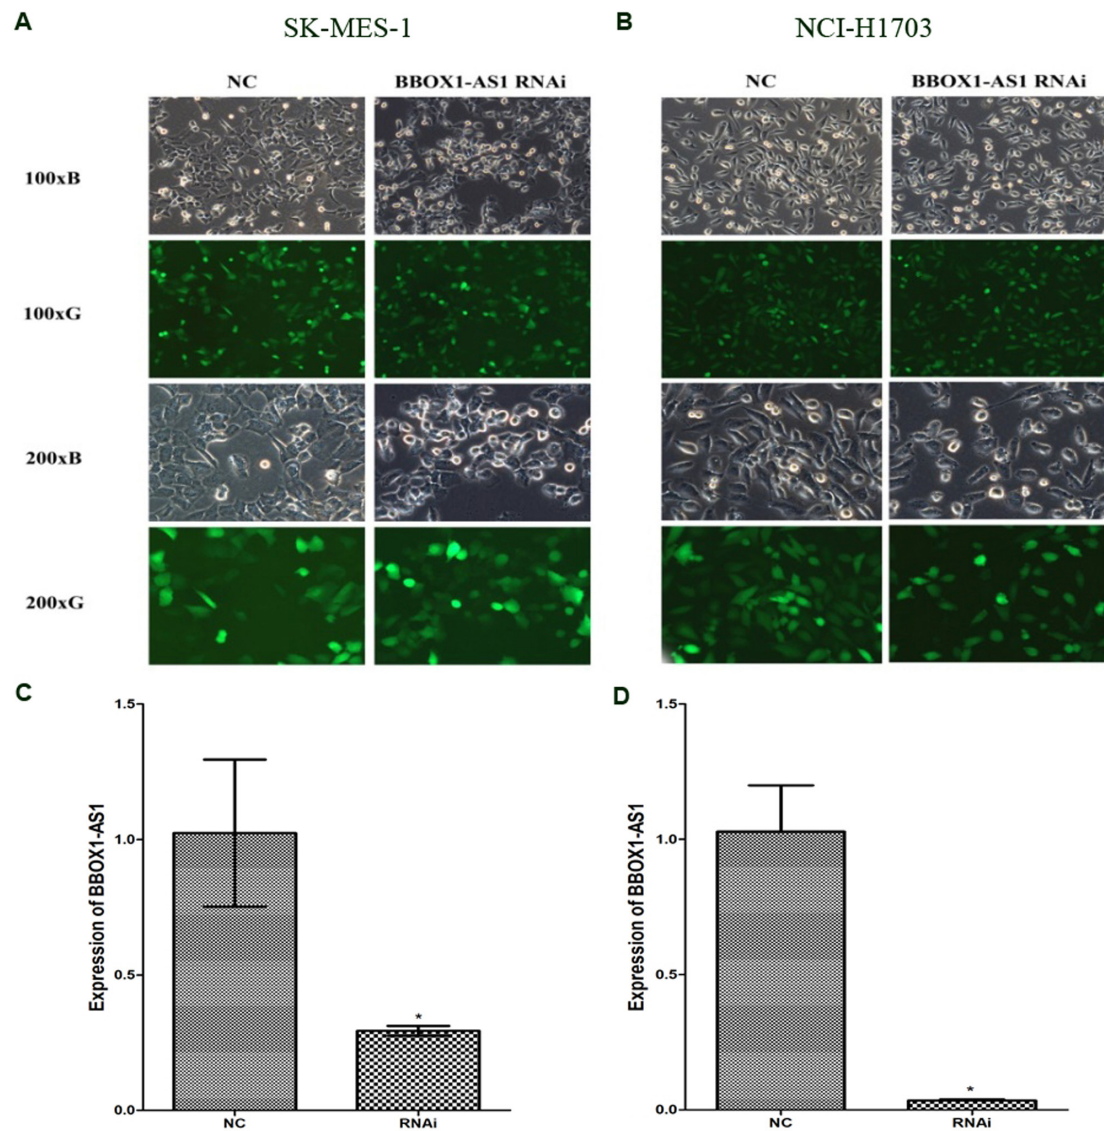 A SK-MES-1
B NCI-H1703
NC BBOX1-AS1 RNAi
NC BBOX1-AS1 RNAi
100xB
100xG
200xB
200xG
C
Expression of BBOX1-AS1
1.5
1.0
0.5
0.0
*
NC RNAi
D
Expression of BBOX1-AS1
1.5
1.0
0.5
0.0
*
NC RNAi